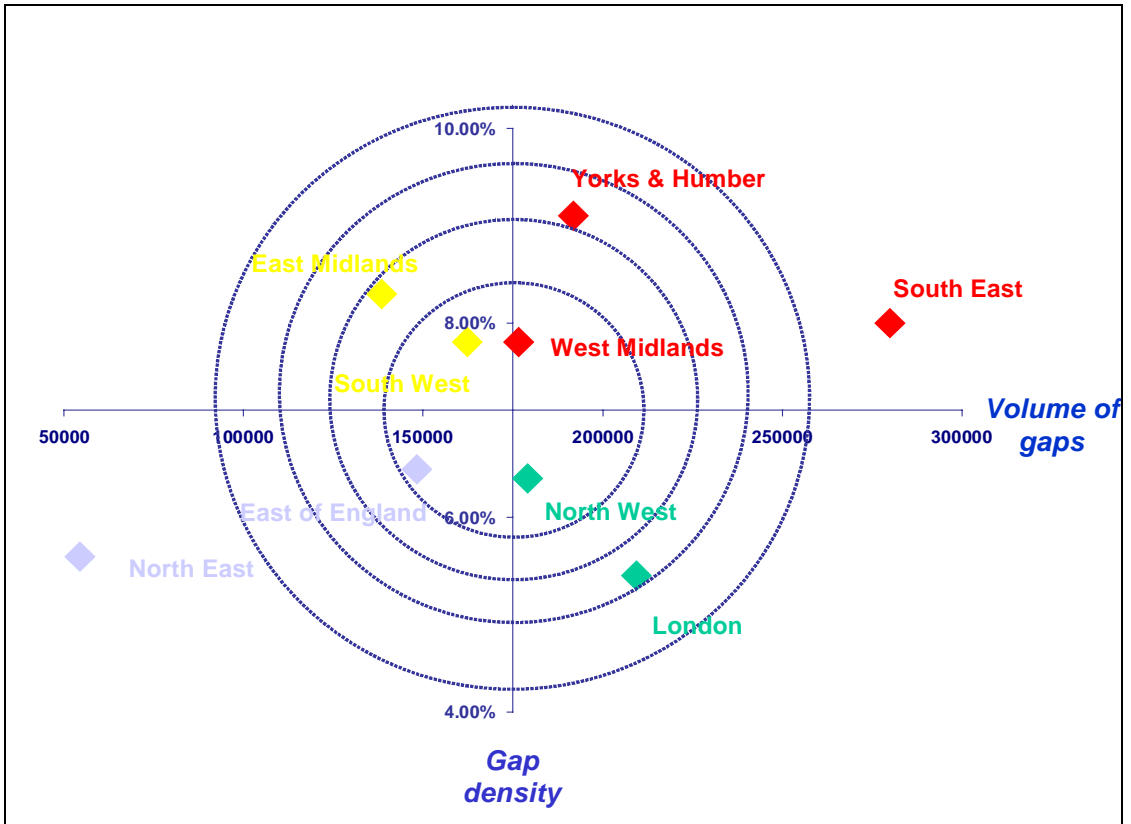 10.00%
Yorks & Humber
East Midlands
South East
8.00%
West Midlands
South West
Volume of
gaps
50000 100000 150000 200000 250000 300000
East of England
6.00%
North West
North East
London
4.00%
Gap
density